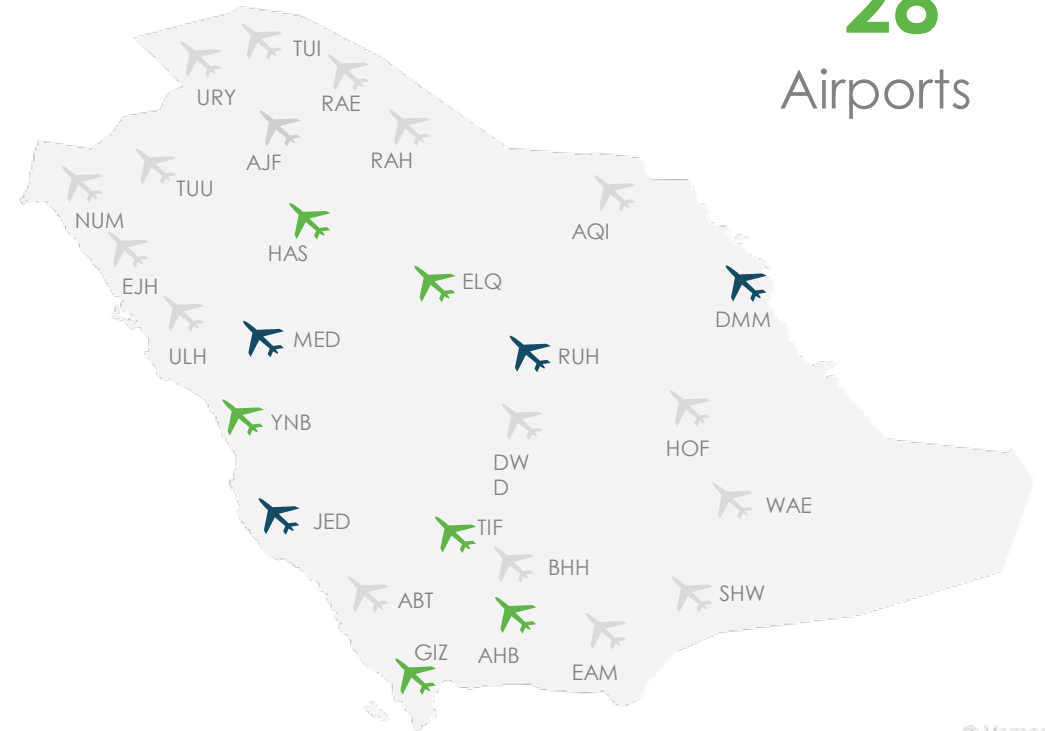 28
Airports
TUI
URY
RAE
AJF
RAH
TUU
NUM
AQI
HAS
EJH
ELQ
DMM
MED
ULH
RUH
YNB
HOF
DW
D
WAE
JED
TIF
BHH
ABT
SHW
GIZ
AHB
EAM